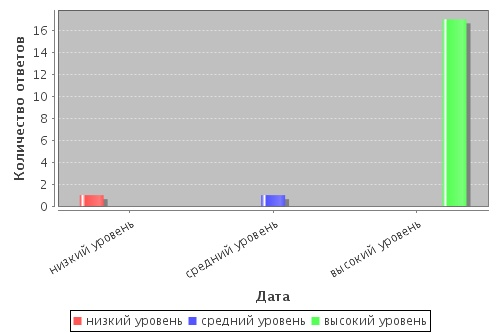 Количество ответов
16
14
12
10
8
6
4
2
0
низкий уровень
средний уровень
высокий уровень
Дата
низкий уровень средний уровень высокий уровень